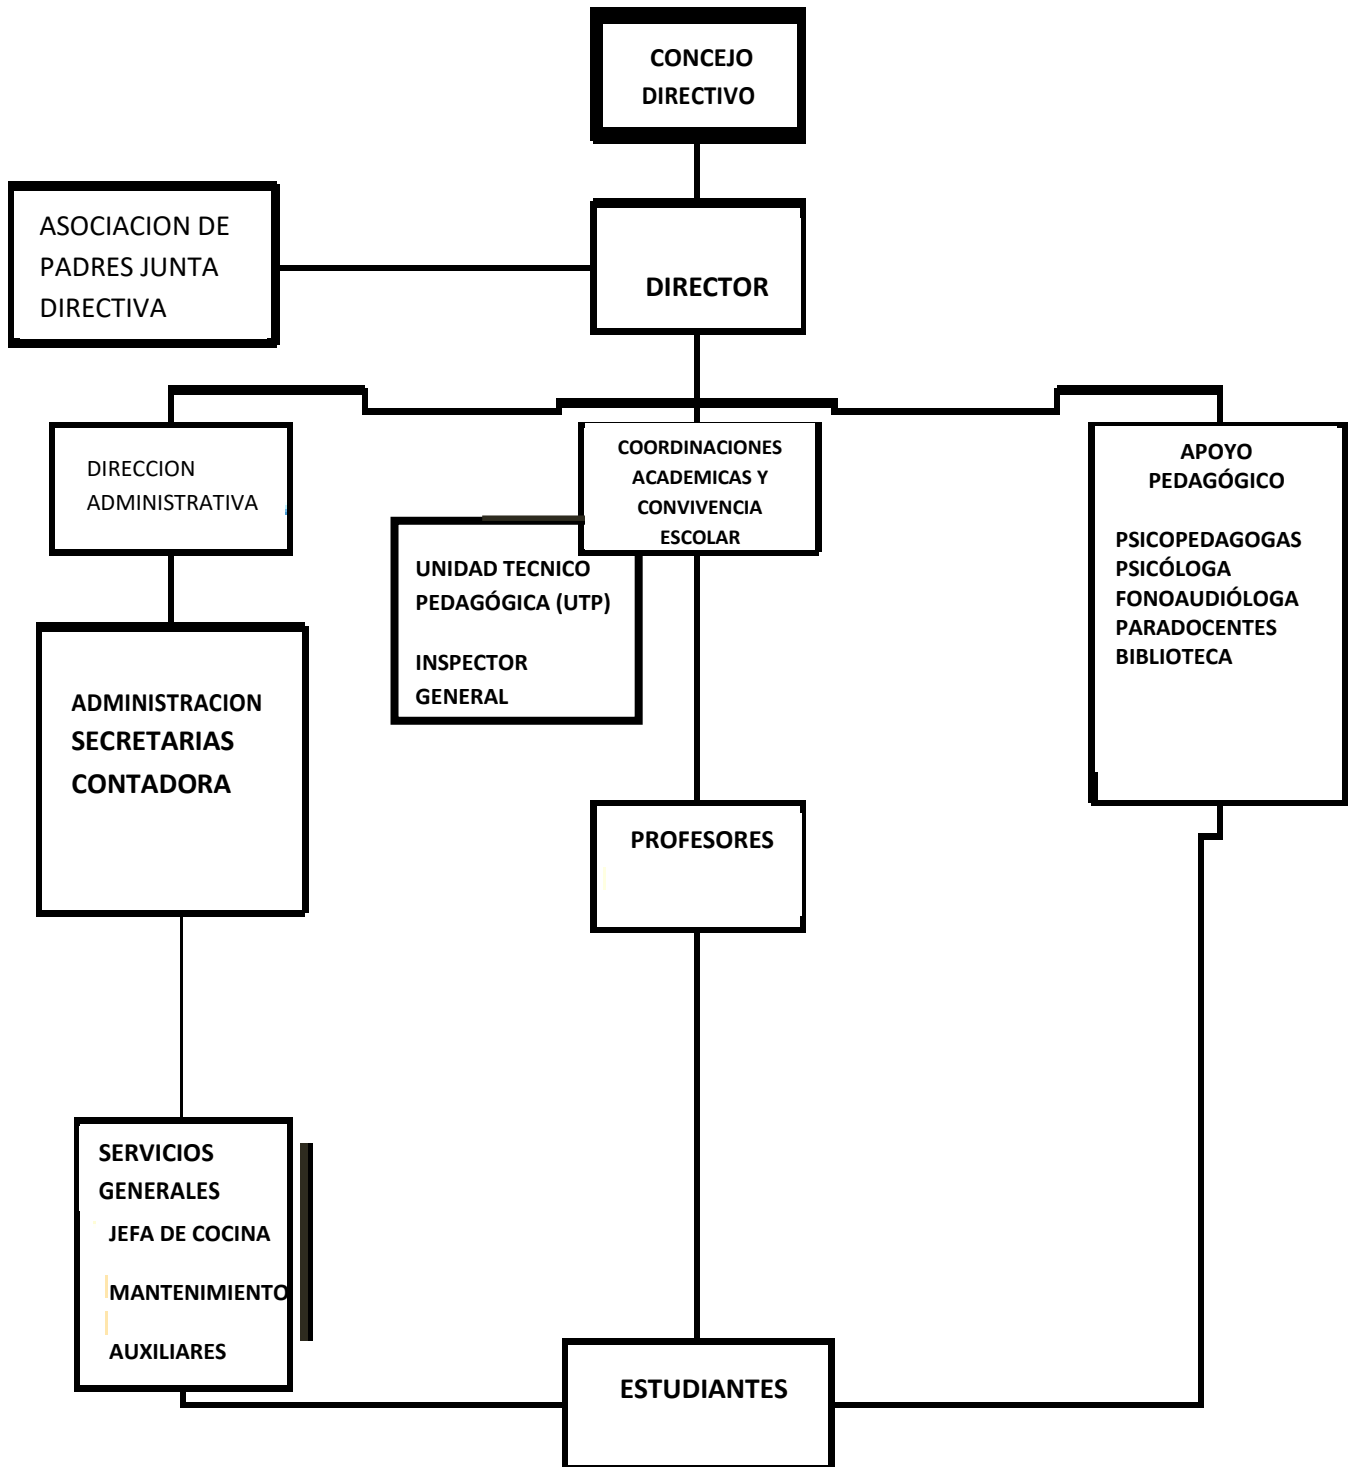 CONCEJO
DIRECTIVO
ASOCIACION DE
PADRES JUNTA
DIRECTIVA
DIRECTOR
DIRECCION
ADMINISTRATIVA
COORDINACIONES
ACADEMICAS Y
CONVIVENCIA
ESCOLAR
APOYO
PEDAGÓGICO
PSICOPEDAGOGAS
PSICÓLOGA
FONOAUDIÓLOGA
PARADOCENTES
BIBLIOTECA
UNIDAD TECNICO
PEDAGÓGICA (UTP)
INSPECTOR
GENERAL
ADMINISTRACION
SECRETARIAS
CONTADORA
PROFESORES
SERVICIOS
GENERALES
JEFA DE COCINA
MANTENIMIENTO
AUXILIARES
ESTUDIANTES